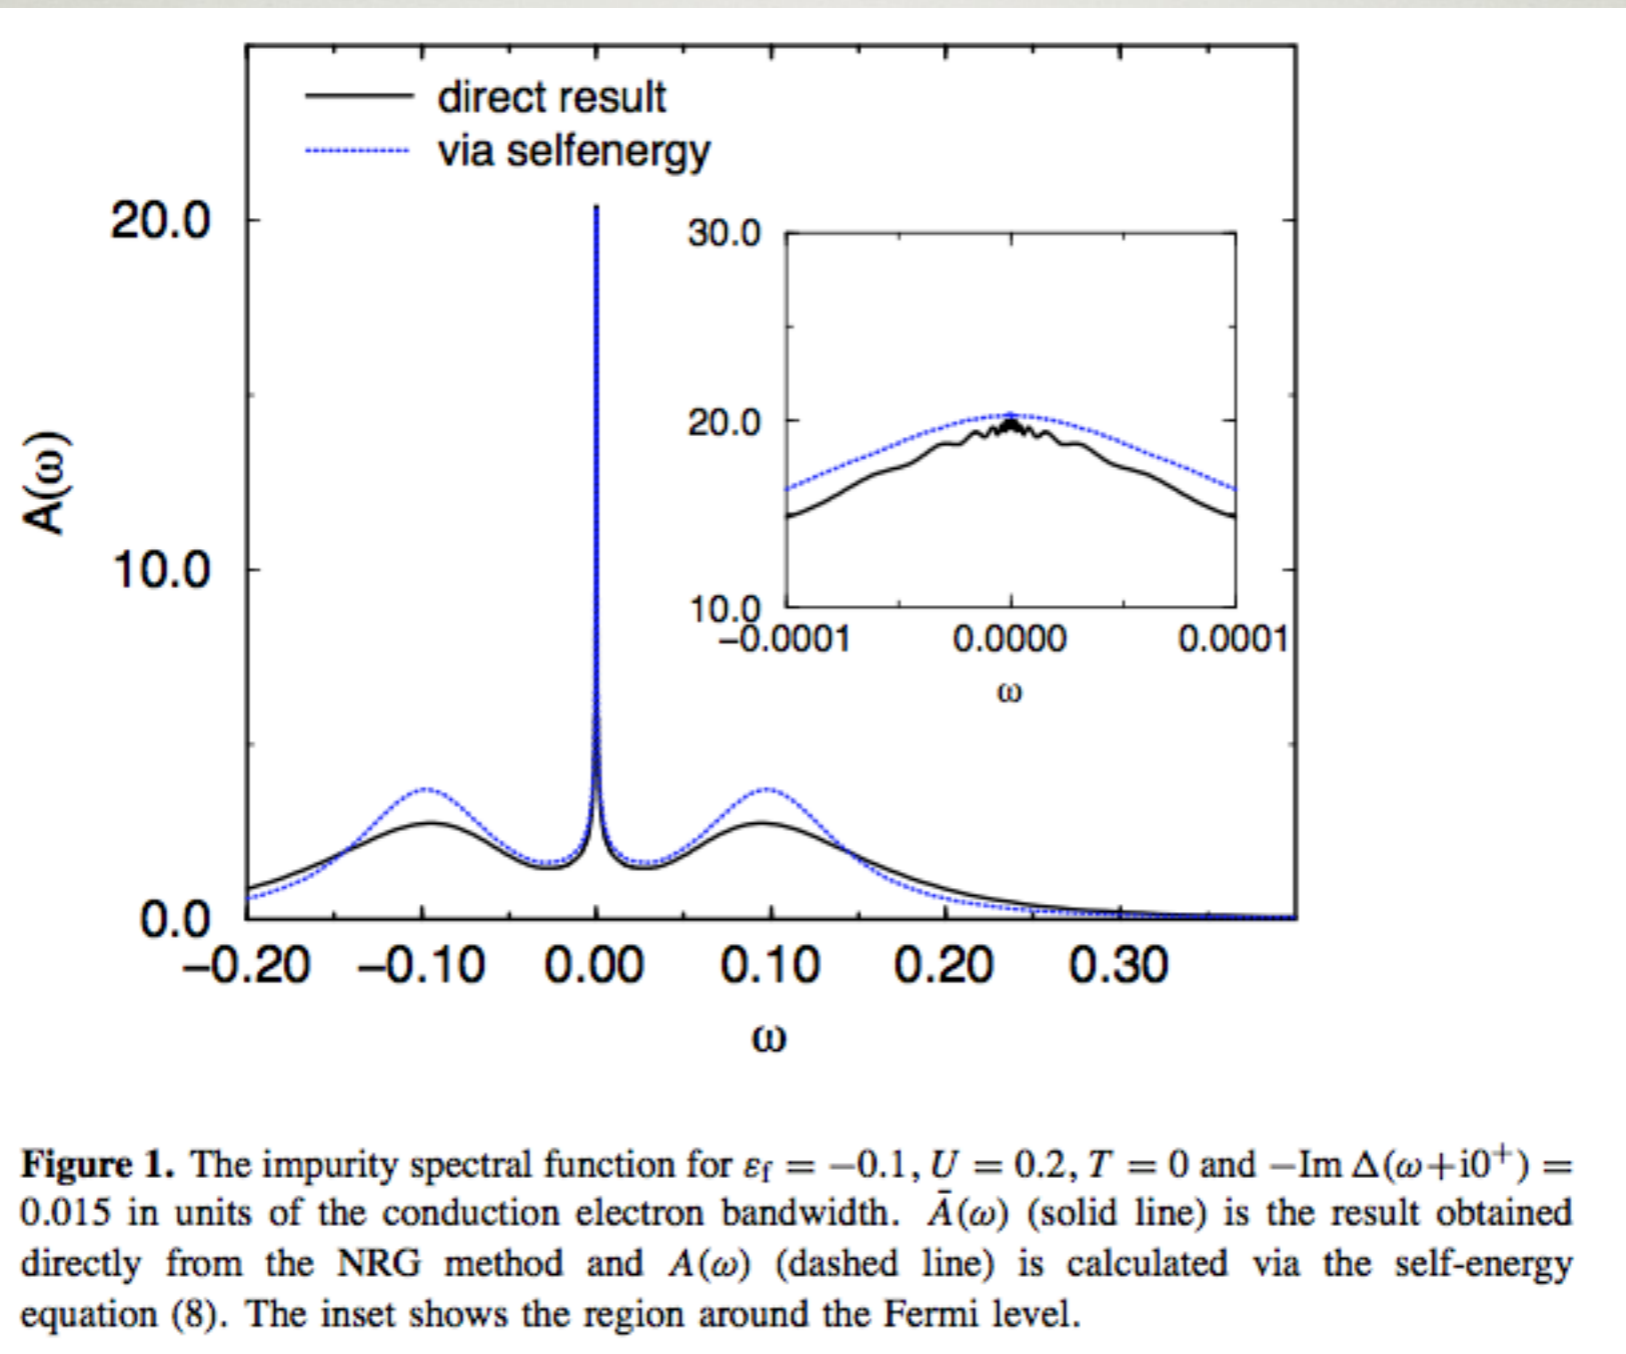 direct result
via selfenergy
20.0
10.0
0.0
A(ω)
−0.20 −0.10 0.00 0.10 0.20 0.30
ω
30.0
20.0
10.0
−0.0001 0.0000 0.0001
ω
Figure 1. The impurity spectral function for εf = −0.1, U = 0.2, T = 0 and −Im Δ(ω+i0⁺) =
0.015 in units of the conduction electron bandwidth. Ā(ω) (solid line) is the result obtained
directly from the NRG method and A(ω) (dashed line) is calculated via the self-energy
equation (8). The inset shows the region around the Fermi level.